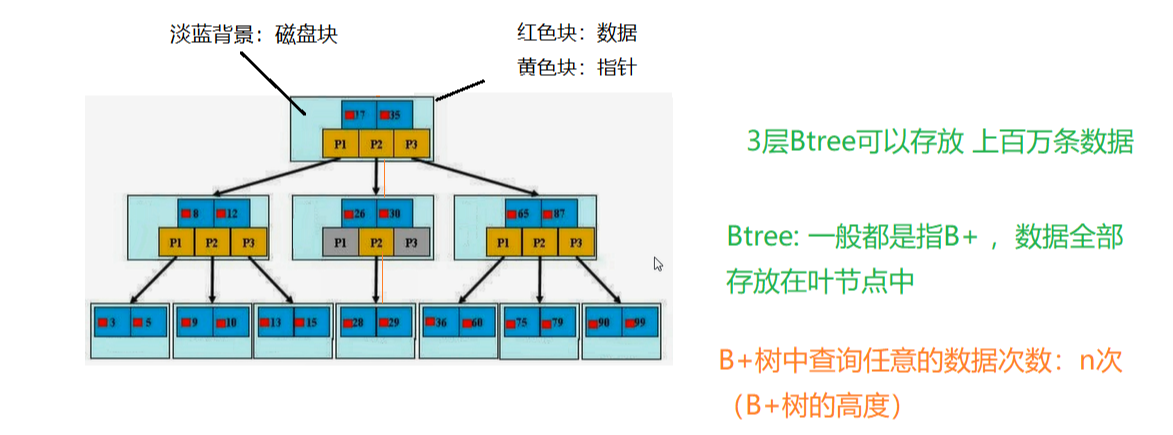 淡蓝背景：磁盘块
红色块：数据
黄色块：指针
17 35
P1 P2 P3
8 12
26 30
65 87
P1 P2 P3
P1 P2 P3
P1 P2 P3
3 5
9 10
13 15
28 29
36 60
75 79
90 99
3层Btree可以存放 上百万条数据
Btree: 一般都是指B+ ，数据全部
存放在叶节点中
B+树中查询任意的数据次数：n次
（B+树的高度）